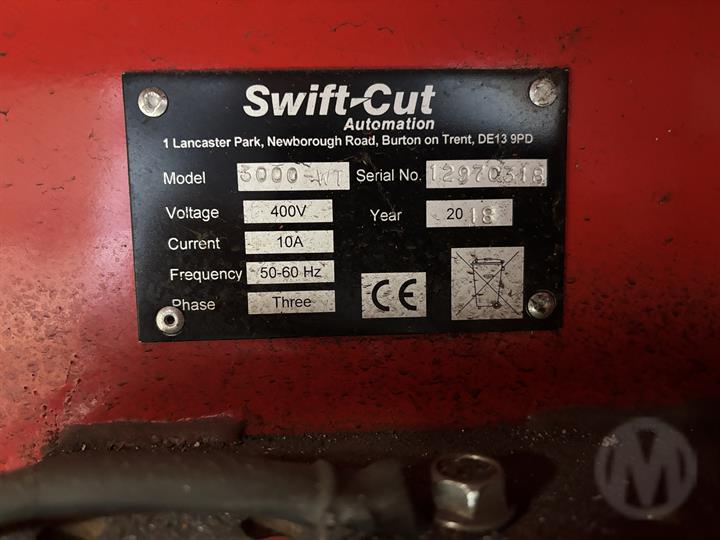 Swift-Cut
Automation
1 Lancaster Park, Newborough Road, Burton on Trent, DE13 9PD
Model 3000-WT Serial No. 12970318
Voltage 400V Year 2018
Current 10A
Frequency 50-60 Hz
Phase Three CE
M